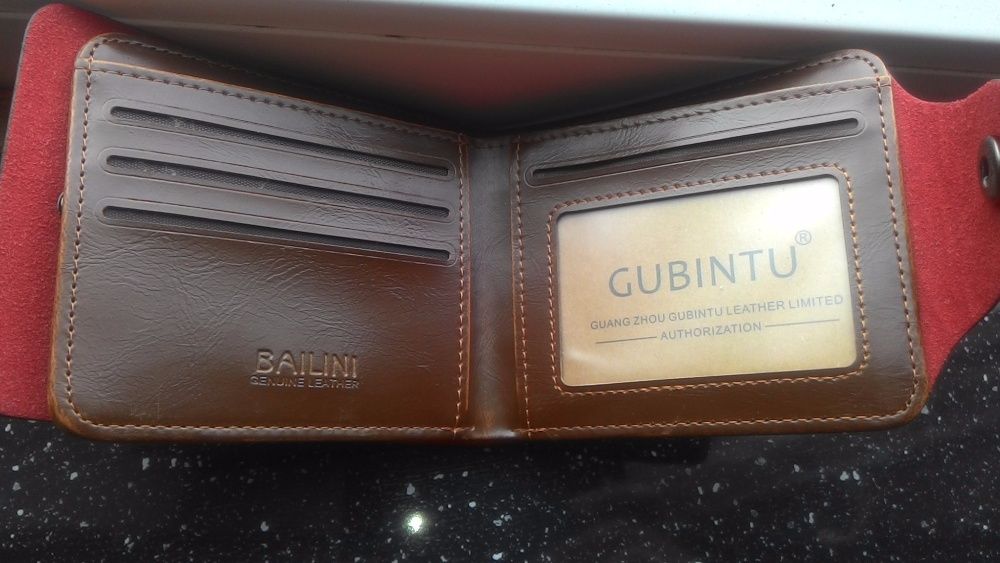 BAILINI
GENUINE LEATHER
GUBINTU®
GUANG ZHOU GUBINTU LEATHER LIMITED
AUTHORIZATION